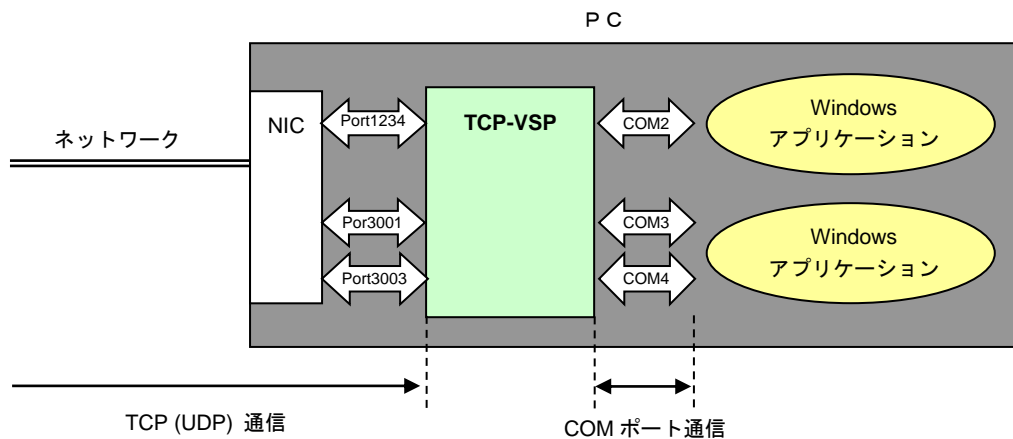 ＰＣ
ネットワーク
NIC
Port1234
TCP-VSP
COM2
Windows
アプリケーション
Por3001
COM3
Port3003
COM4
Windows
アプリケーション
TCP (UDP) 通信
COM ポート通信